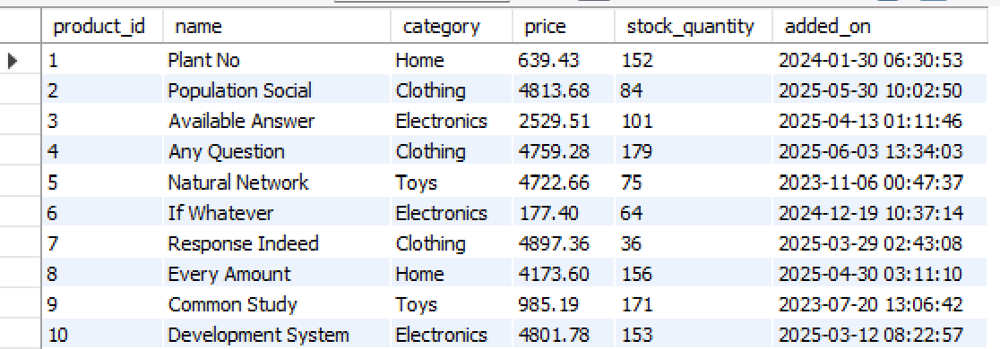 product_id name category price stock_quantity added_on
1 Plant No Home 639.43 152 2024-01-30 06:30:53
2 Population Social Clothing 4813.68 84 2025-05-30 10:02:50
3 Available Answer Electronics 2529.51 101 2025-04-13 01:11:46
4 Any Question Clothing 4759.28 179 2025-06-03 13:34:03
5 Natural Network Toys 4722.66 75 2023-11-06 00:47:37
6 If Whatever Electronics 177.40 64 2024-12-19 10:37:14
7 Response Indeed Clothing 4897.36 36 2025-03-29 02:43:08
8 Every Amount Home 4173.60 156 2025-04-30 03:11:10
9 Common Study Toys 985.19 171 2023-07-20 13:06:42
10 Development System Electronics 4801.78 153 2025-03-12 08:22:57